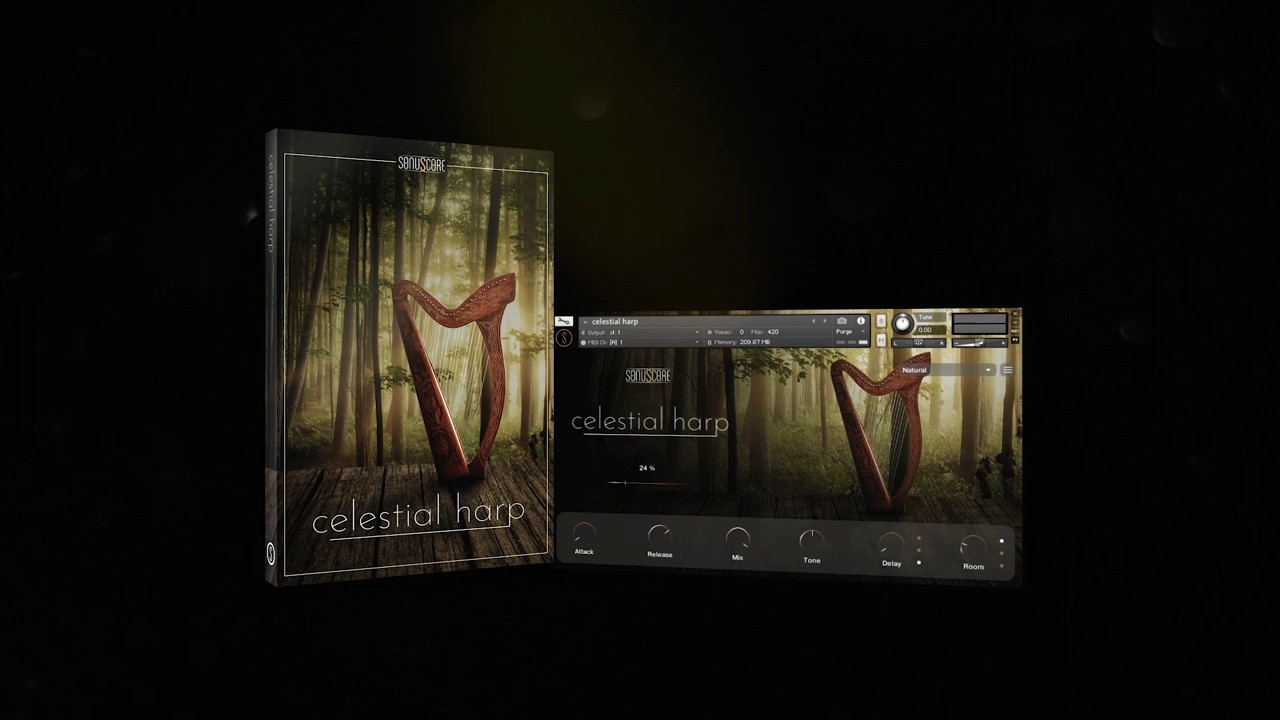 celestial harp
SONUSCORE
celestial harp
celestial harp
Output: st.1
MIDI Ch: [A] 1
Voices: 0 Max: 420
Memory: 209.87 MB
Purge
Tune
0.00
Natural
SONUSCORE
celestial harp
24 %
Attack
Release
Mix
Tone
Delay
Room